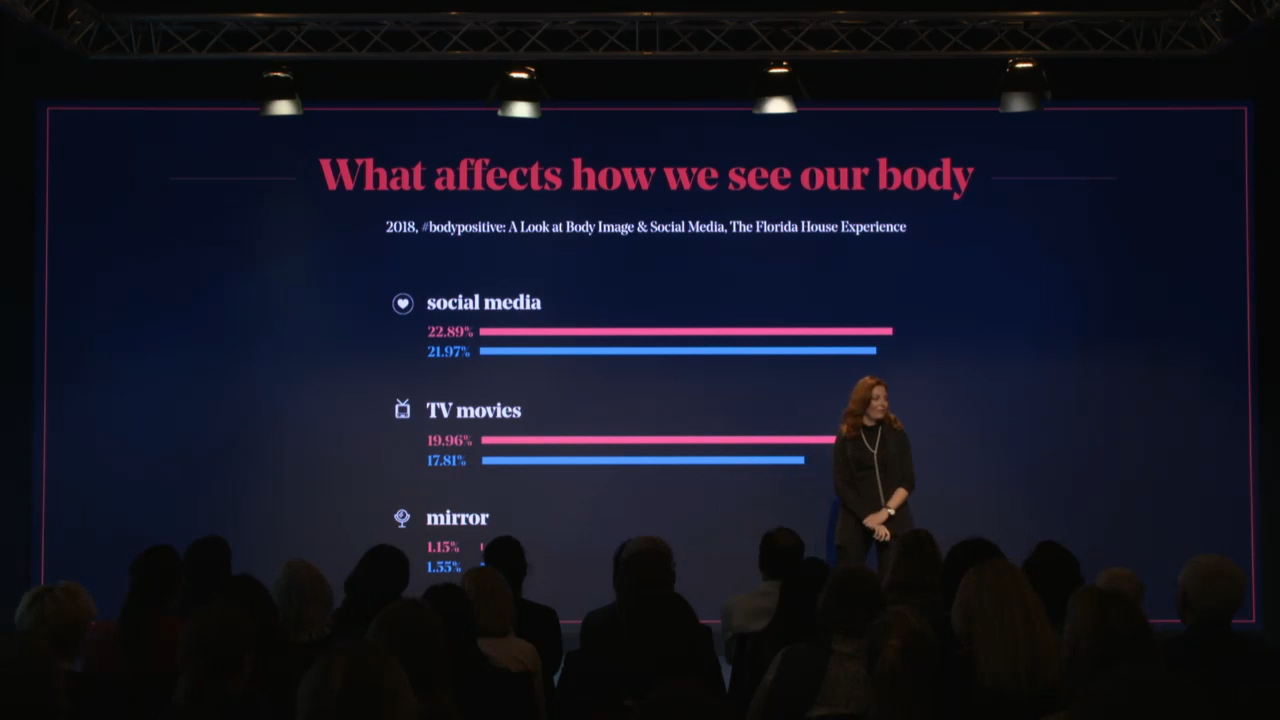 What affects how we see our body
2018, #bodypositive: A Look at Body Image & Social Media, The Florida House Experience
social media
22.89%
21.97%
TV movies
19.96%
17.81%
mirror
1.15%
1.55%